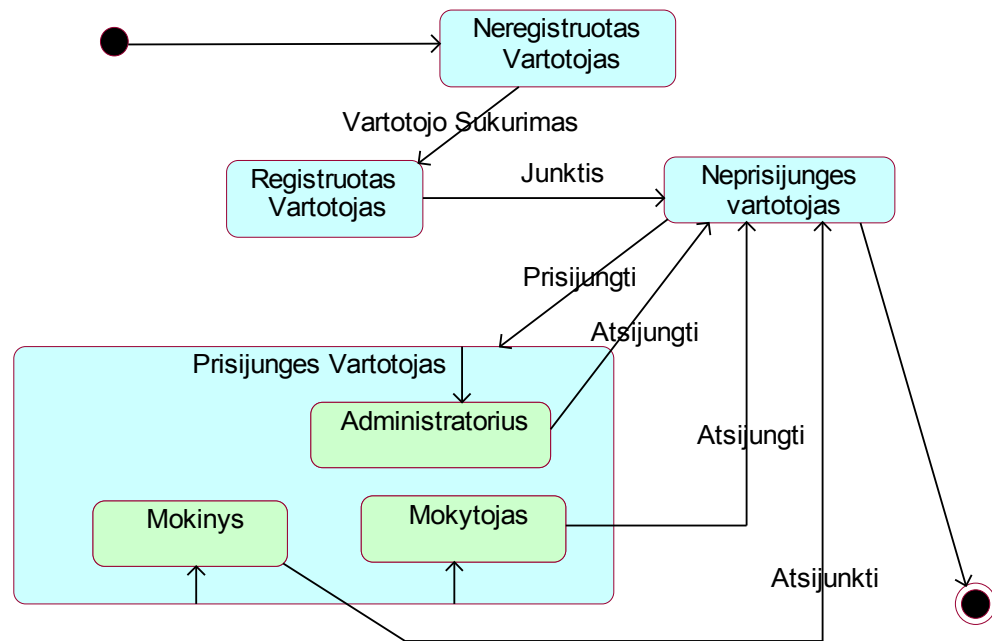 Neregistruotas
Vartotojas
Vartotojo Sukurimas
Registruotas
Vartotojas
Junktis
Neprisijunges
vartotojas
Prisijungti
Atsijungti
Prisijunges Vartotojas
Administratorius
Atsijungti
Mokinys
Mokytojas
Atsijunkti